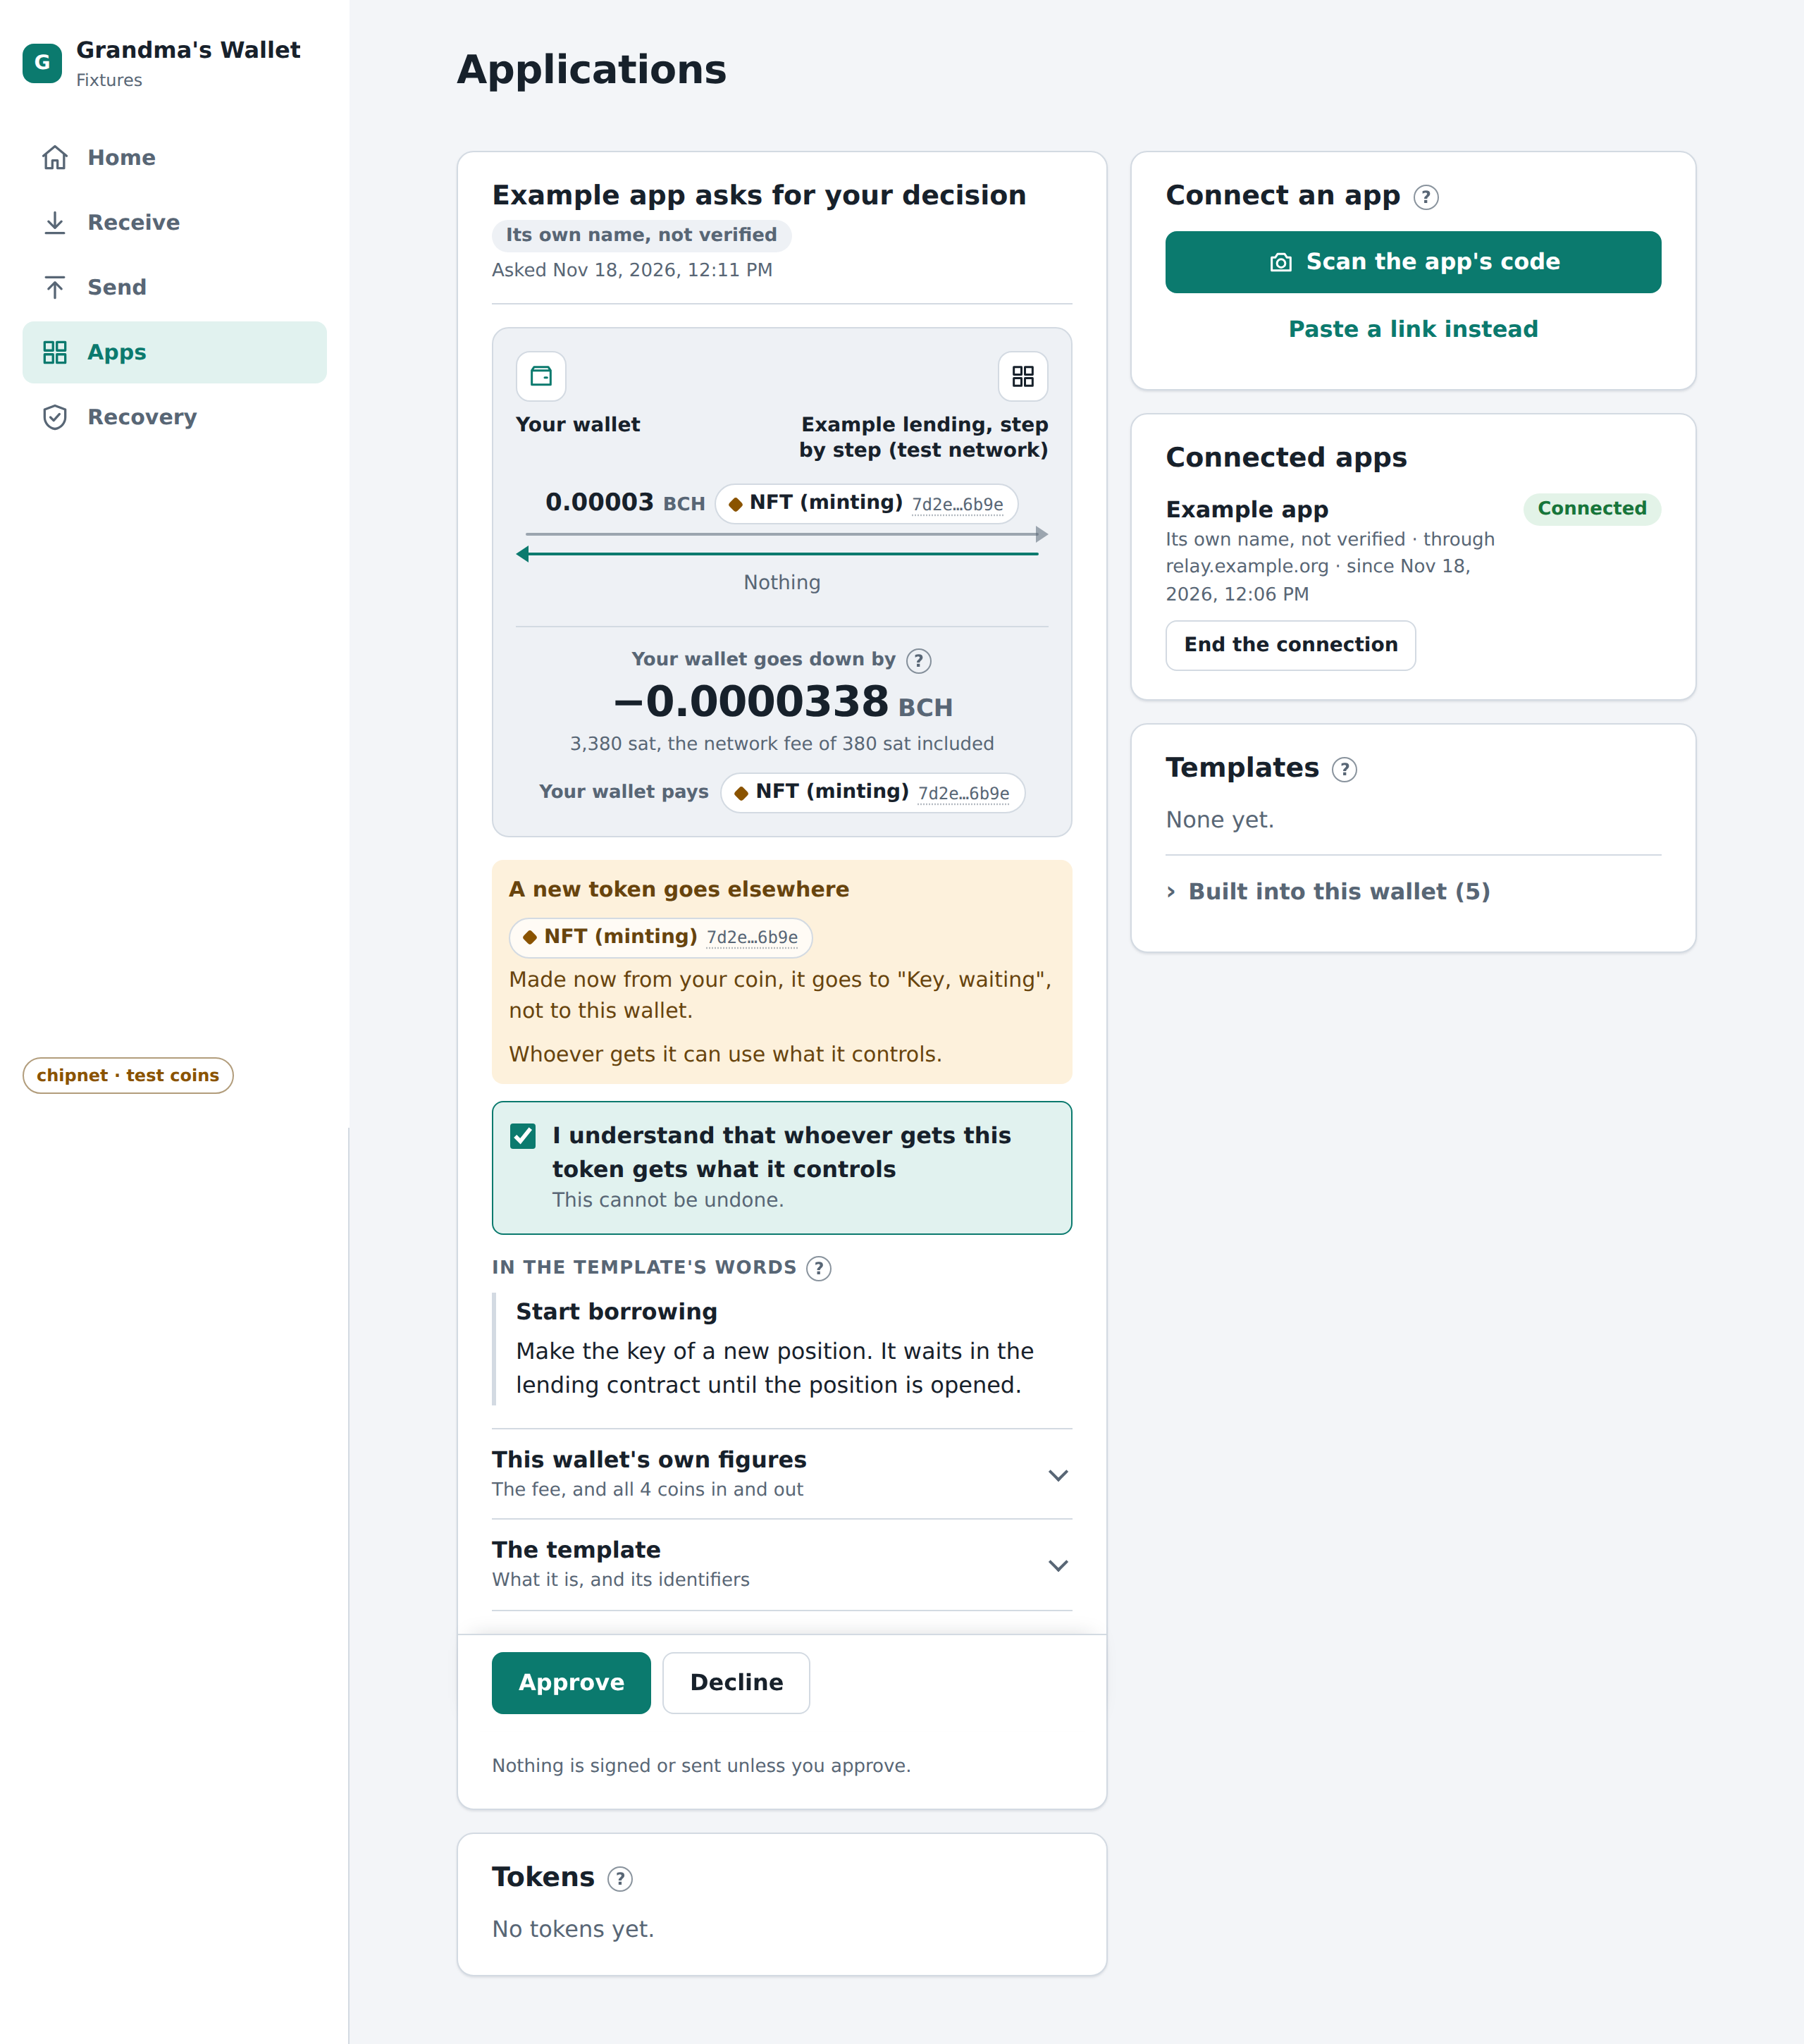 G
Grandma's Wallet
Fixtures
Home
Receive
Send
Apps
Recovery
chipnet · test coins
Applications
Example app asks for your decision
Its own name, not verified
Asked Nov 18, 2026, 12:11 PM
Your wallet
Example lending, step
by step (test network)
0.00003 BCH NFT (minting) 7d2e…6b9e
Nothing
Your wallet goes down by ?
−0.0000338 BCH
3,380 sat, the network fee of 380 sat included
Your wallet pays NFT (minting) 7d2e…6b9e
A new token goes elsewhere
NFT (minting) 7d2e…6b9e
Made now from your coin, it goes to "Key, waiting",
not to this wallet.
Whoever gets it can use what it controls.
I understand that whoever gets this
token gets what it controls
This cannot be undone.
IN THE TEMPLATE'S WORDS ?
Start borrowing
Make the key of a new position. It waits in the
lending contract until the position is opened.
This wallet's own figures
The fee, and all 4 coins in and out
The template
What it is, and its identifiers
Approve
Decline
Nothing is signed or sent unless you approve.
Tokens ?
No tokens yet.
Connect an app ?
Scan the app's code
Paste a link instead
Connected apps
Example app
Connected
Its own name, not verified · through
relay.example.org · since Nov 18,
2026, 12:06 PM
End the connection
Templates ?
None yet.
› Built into this wallet (5)